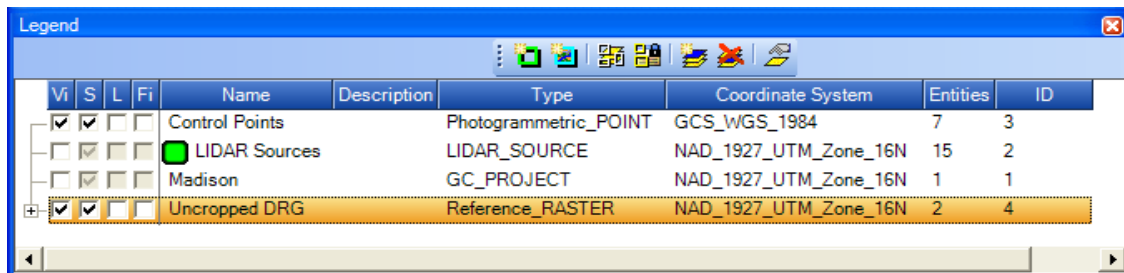 Legend
Vi S L Fi Name Description Type Coordinate System Entities ID
Control Points Photogrammetric_POINT GCS_WGS_1984 7 3
LIDAR Sources LIDAR_SOURCE NAD_1927_UTM_Zone_16N 15 2
Madison GC_PROJECT NAD_1927_UTM_Zone_16N 1 1
Uncropped DRG Reference_RASTER NAD_1927_UTM_Zone_16N 2 4